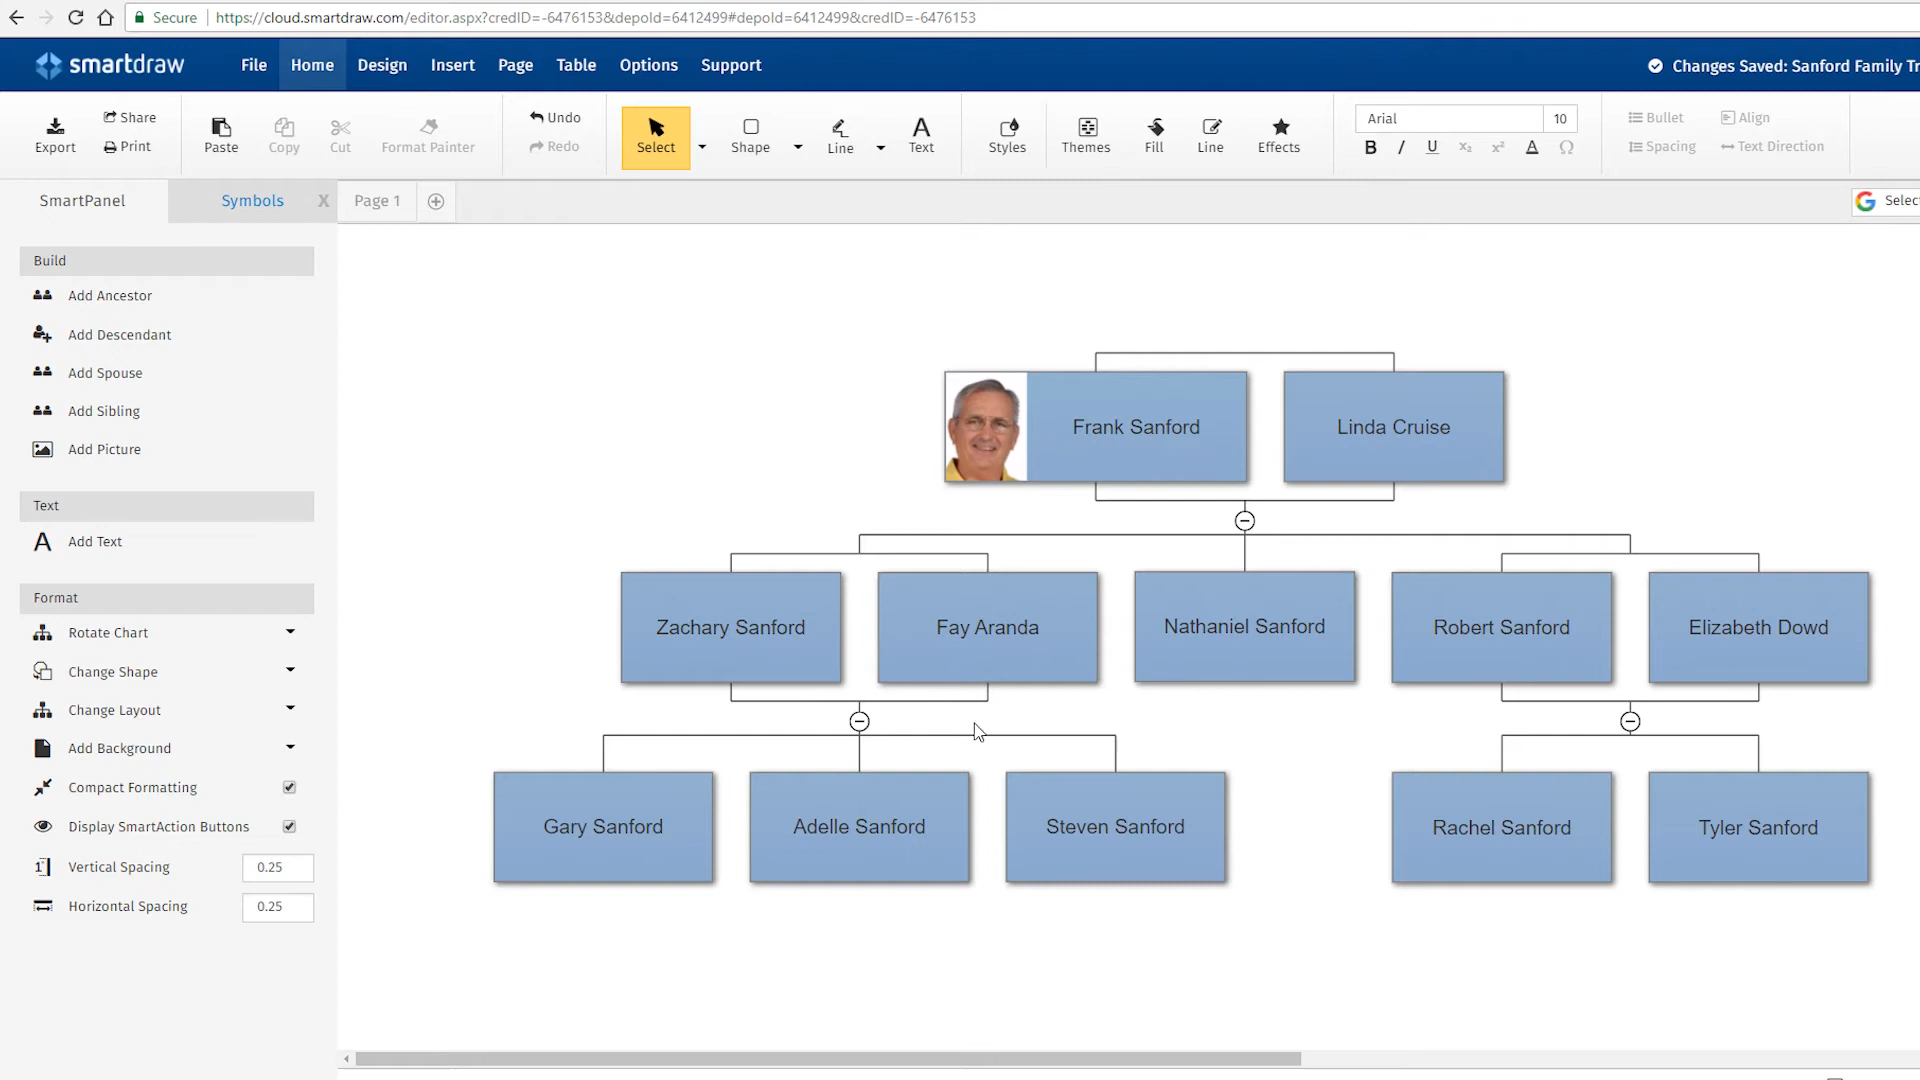 Secure
https://cloud.smartdraw.com/editor.aspx?credID=-6476153&depoId=6412499#depoId=6412499&credID=-6476153
smartdraw
File Home Design Insert Page Table Options Support
Changes Saved: Sanford Family Tr
Export
Share
Print
Paste
Copy
Cut
Format Painter
Undo
Redo
Select
Shape
Line
Text
Styles
Themes
Fill
Line
Effects
Arial 10
B I U x₂ x² A Ω
Bullet
Align
Spacing
Text Direction
SmartPanel
Symbols X
Page 1
Selec
Build
Add Ancestor
Add Descendant
Add Spouse
Add Sibling
Add Picture
Text
Add Text
Format
Rotate Chart
Change Shape
Change Layout
Add Background
Compact Formatting
Display SmartAction Buttons
Vertical Spacing 0.25
Horizontal Spacing 0.25
Frank Sanford
Linda Cruise
Zachary Sanford
Fay Aranda
Nathaniel Sanford
Robert Sanford
Elizabeth Dowd
Gary Sanford
Adelle Sanford
Steven Sanford
Rachel Sanford
Tyler Sanford